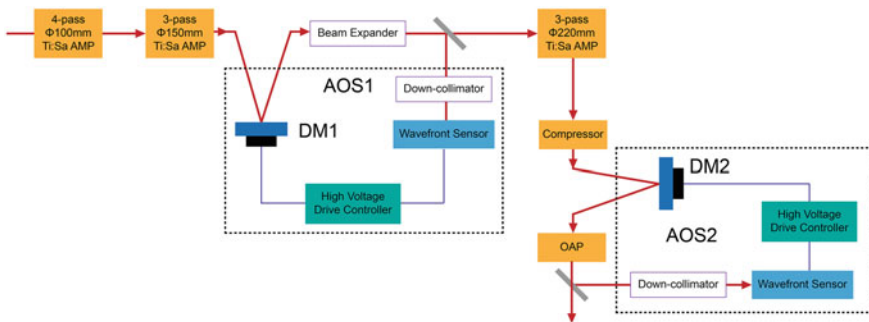 4-pass
Φ100mm
Ti:Sa AMP
3-pass
Φ150mm
Ti:Sa AMP
Beam Expander
3-pass
Φ220mm
Ti:Sa AMP
AOS1
Down-collimator
DM1
Wavefront Sensor
High Voltage
Drive Controller
Compressor
DM2
High Voltage
Drive Controller
AOS2
OAP
Down-collimator
Wavefront Sensor